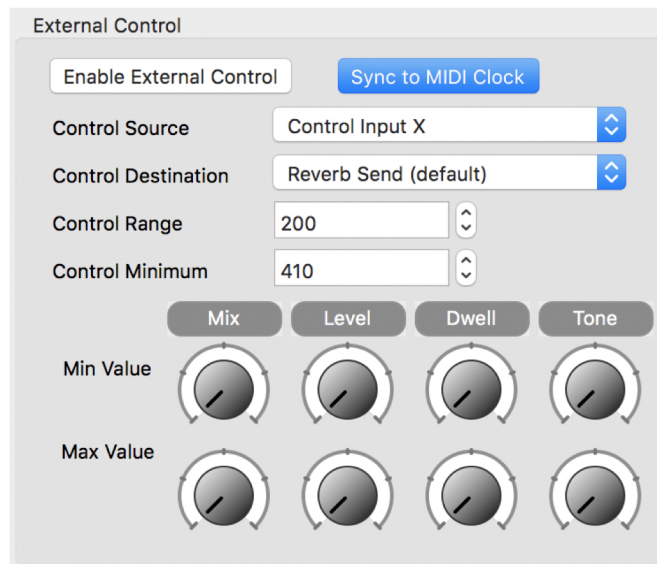 External Control
Enable External Control Sync to MIDI Clock
Control Source Control Input X
Control Destination Reverb Send (default)
Control Range 200
Control Minimum 410
Mix Level Dwell Tone
Min Value
Max Value